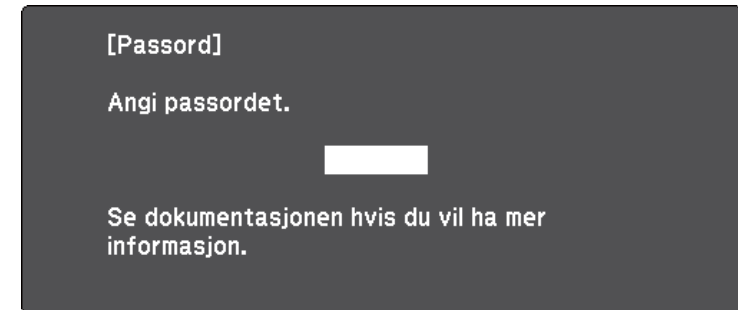 [Passord]
Angi passordet.
Se dokumentasjonen hvis du vil ha mer
informasjon.